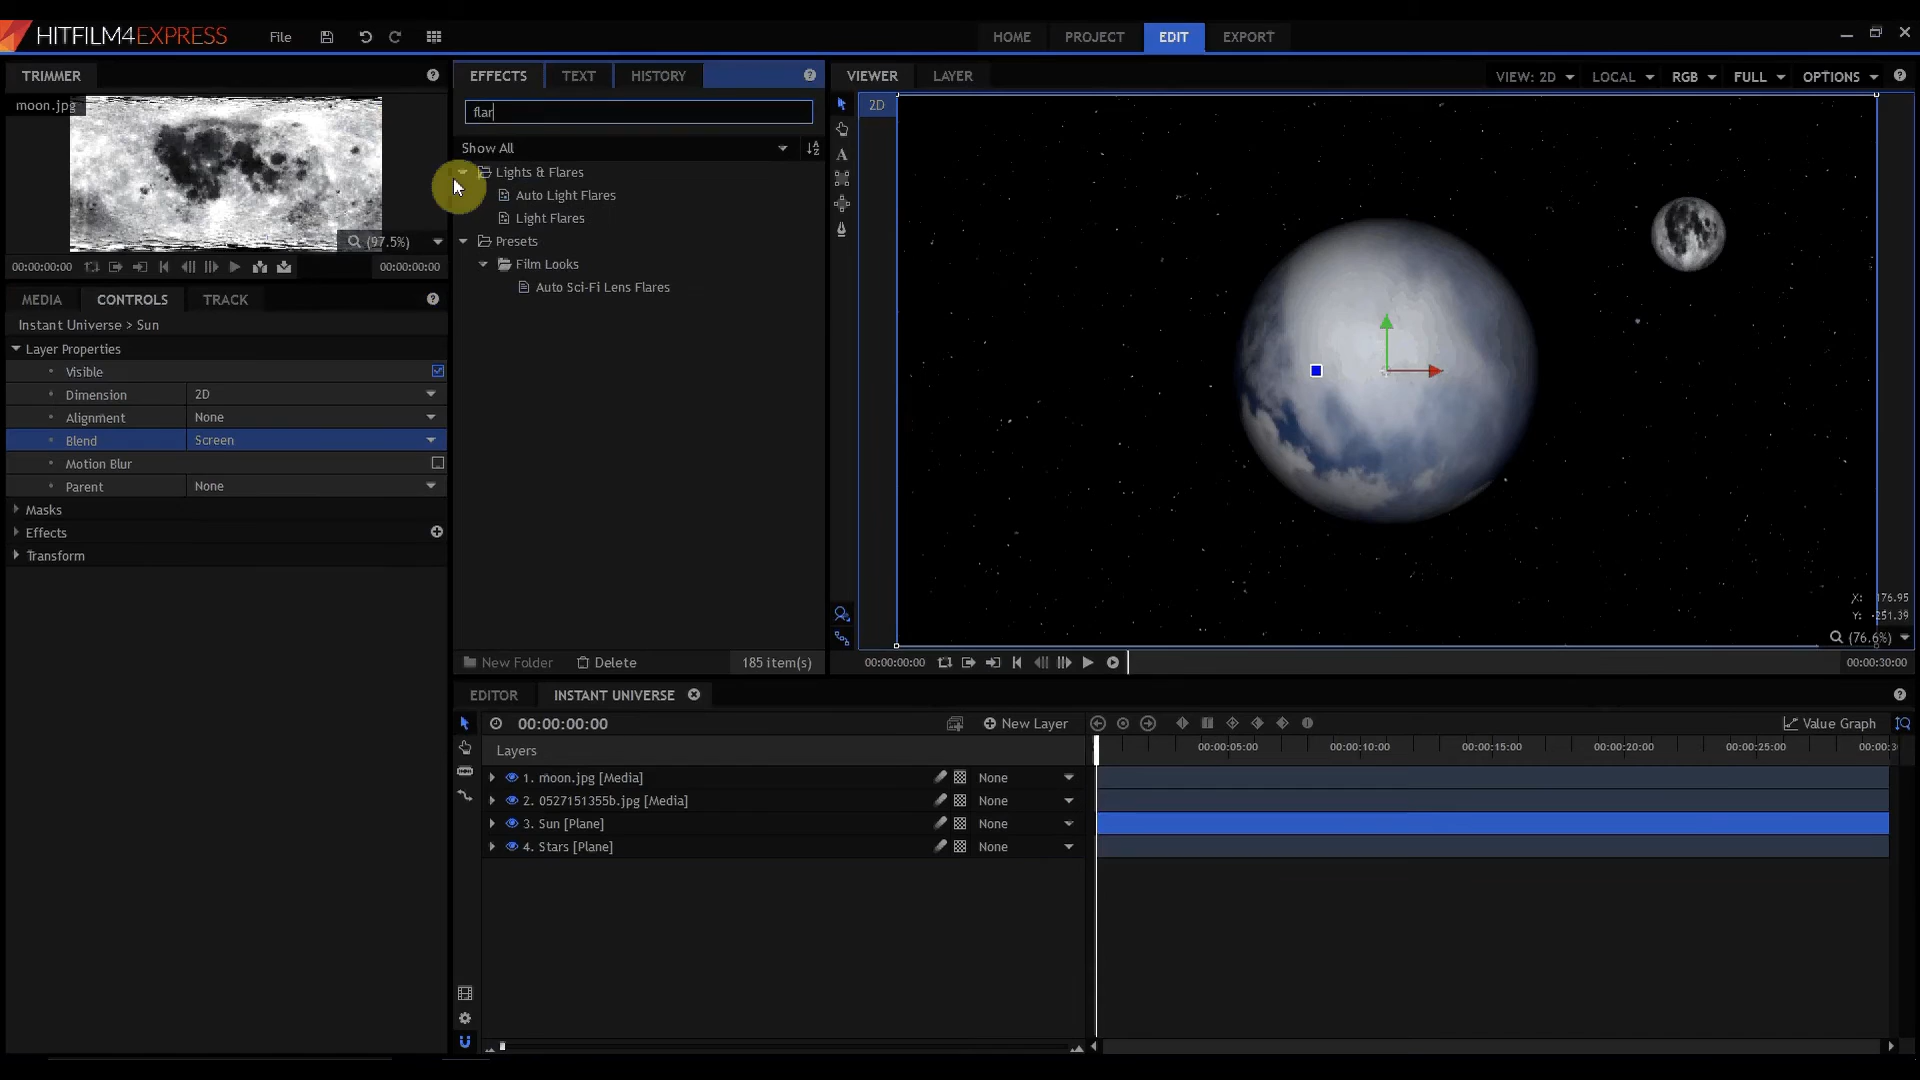 HITFILM4EXPRESS
File
HOME
PROJECT
EDIT
EXPORT
TRIMMER
EFFECTS
TEXT
HISTORY
VIEWER
LAYER
VIEW: 2D
LOCAL
RGB
FULL
OPTIONS
moon.jpg
flar
2D
Show All
Lights & Flares
Auto Light Flares
Light Flares
Presets
Film Looks
Auto Sci-Fi Lens Flares
(97.5%)
00:00:00:00
00:00:00:00
MEDIA
CONTROLS
TRACK
Instant Universe > Sun
Layer Properties
Visible
Dimension 2D
Alignment None
Blend Screen
Motion Blur
Parent None
Masks
Effects
Transform
X: 176.95
Y: -251.39
(76.6%)
New Folder
Delete
185 item(s)
00:00:00:00
00:00:30:00
EDITOR
INSTANT UNIVERSE
00:00:00:00
New Layer
Value Graph
Layers
00:00:05:00
00:00:10:00
00:00:15:00
00:00:20:00
00:00:25:00
1. moon.jpg [Media] None
2. 0527151355b.jpg [Media] None
3. Sun [Plane] None
4. Stars [Plane] None